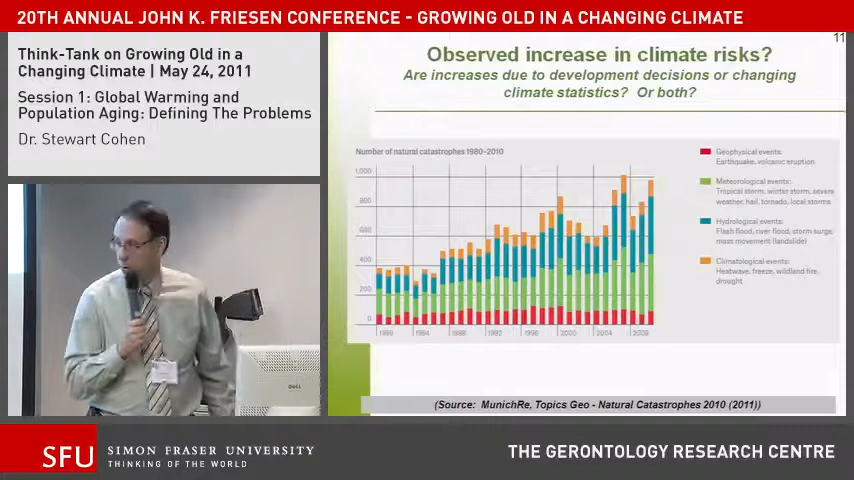 20TH ANNUAL JOHN K. FRIESEN CONFERENCE - GROWING OLD IN A CHANGING CLIMATE
Think-Tank on Growing Old in a
Changing Climate | May 24, 2011
Session 1: Global Warming and
Population Aging: Defining The Problems
Dr. Stewart Cohen
11
Observed increase in climate risks?
Are increases due to development decisions or changing
climate statistics? Or both?
Number of natural catastrophes 1980-2010
1,000
800
600
400
200
0
1980
1984
1988
1992
1996
2000
2004
2008
Geophysical events:
Earthquake, volcanic eruption
Meteorological events:
Tropical storm, winter storm, severe
weather, hail, tornado, local storms
Hydrological events:
Flash flood, river flood, storm surge,
mass movement (landslide)
Climatological events:
Heatwave, freeze, wildland fire,
drought
(Source: MunichRe, Topics Geo - Natural Catastrophes 2010 (2011))
DELL
SFU
SIMON FRASER UNIVERSITY
THINKING OF THE WORLD
THE GERONTOLOGY RESEARCH CENTRE